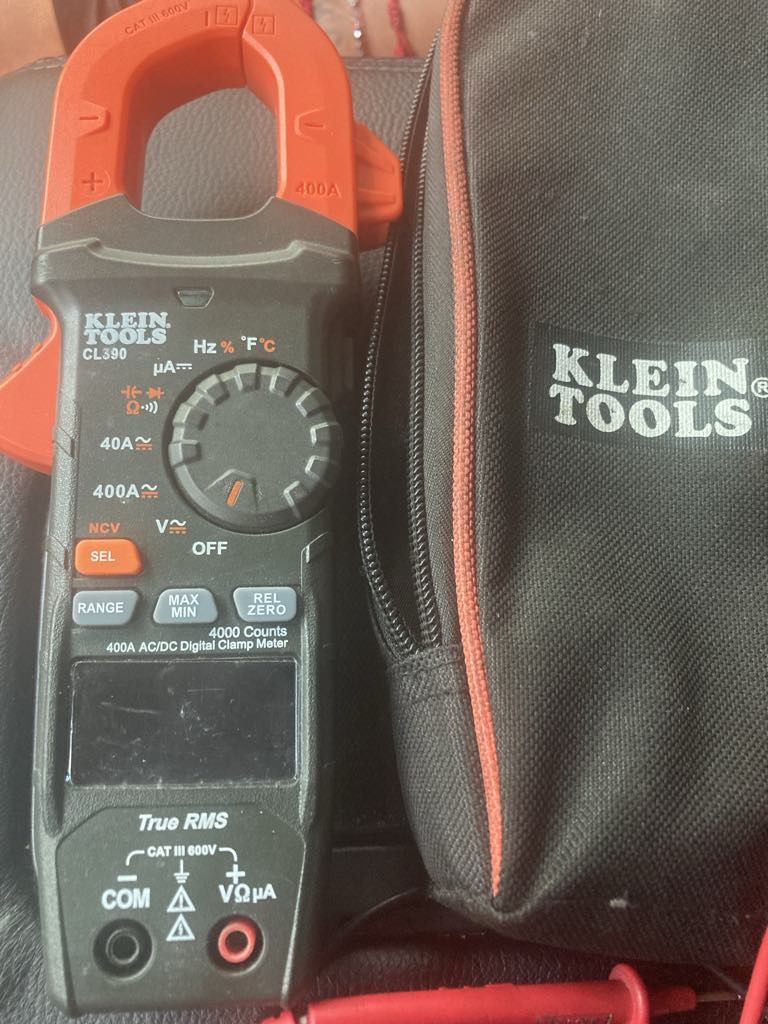 CAT III 600V
400A
KLEIN
TOOLS
CL390
Hz % °F°C
µA
Ω
40A
400A
V
OFF
NCV
SEL
RANGE
MAX
MIN
REL
ZERO
4000 Counts
400A AC/DC Digital Clamp Meter
True RMS
CAT III 600V
COM
VΩµA
KLEIN
TOOLS®